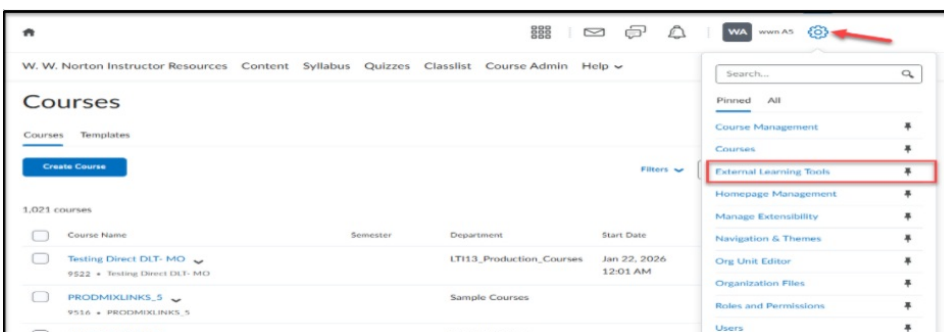 WA wwn AS
W. W. Norton Instructor Resources Content Syllabus Quizzes Classlist Course Admin Help
Search...
Courses
Pinned All
Courses Templates
Course Management
Courses
Create Course
Filters
External Learning Tools
Homepage Management
1,021 courses
Manage Extensibility
Course Name Semester Department Start Date
Navigation & Themes
Testing Direct DLT- MO LTI13_Production_Courses Jan 22, 2026
Org Unit Editor
9522 • Testing Direct DLT- MO 12:01 AM
Organization Files
PRODMIXLINKS_5 Sample Courses
Roles and Permissions
9516 • PRODMIXLINKS_5
Users